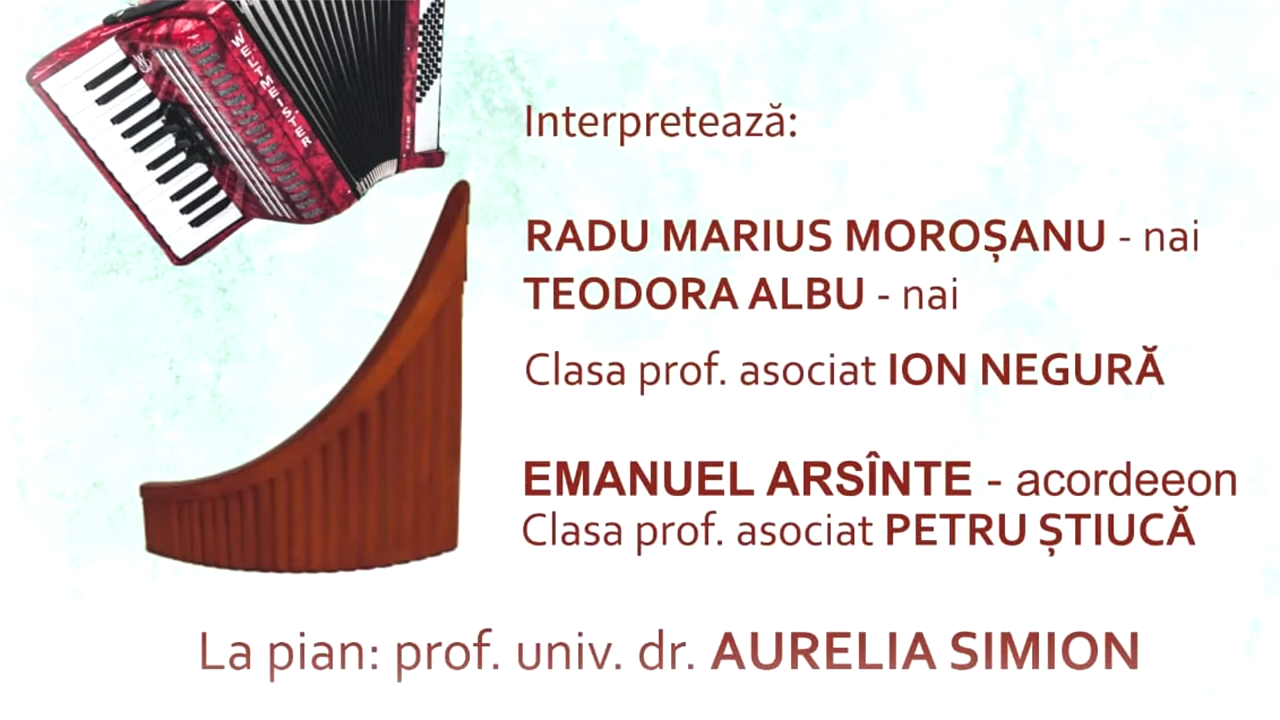 WELTMEISTER
Interpretează:
RADU MARIUS MOROȘANU - nai
TEODORA ALBU - nai
Clasa prof. asociat ION NEGURĂ
EMANUEL ARSÎNTE - acordeeon
Clasa prof. asociat PETRU ȘTIUCĂ
La pian: prof. univ. dr. AURELIA SIMION